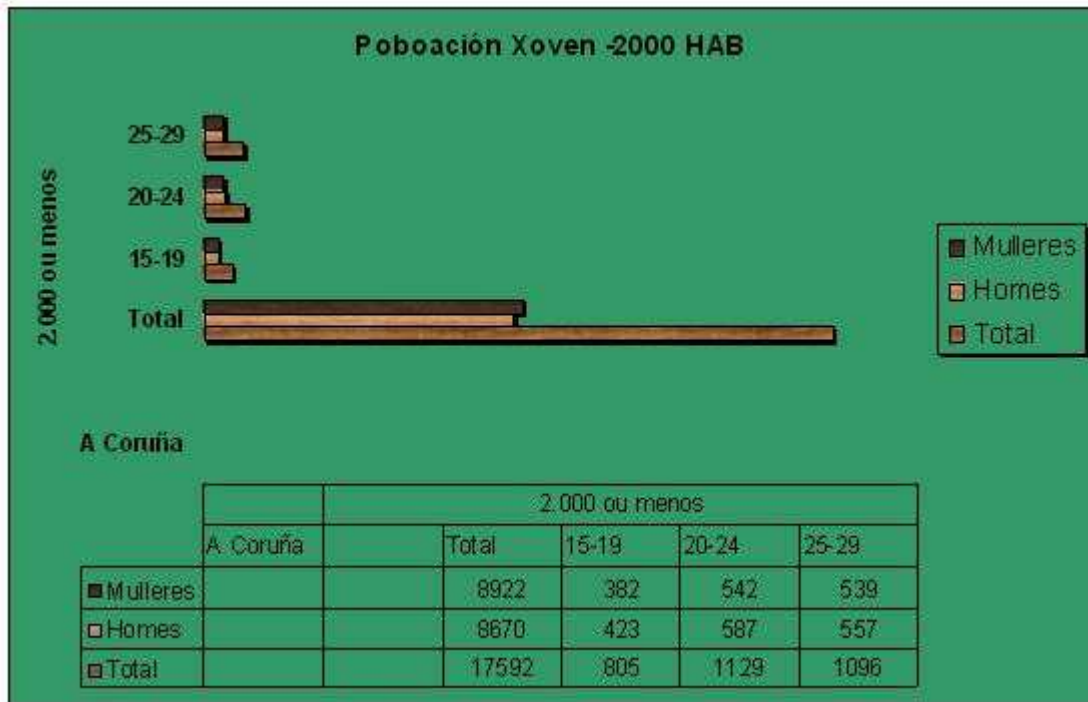 Poboación Xoven -2000 HAB
2.000 ou menos
25-29
20-24
15-19
Total
A Coruña
Mulleres
Homes
Total
2.000 ou menos
A Coruña Total 15-19 20-24 25-29
Mulleres 8922 382 542 539
Homes 8670 423 587 557
Total 17592 805 1129 1096